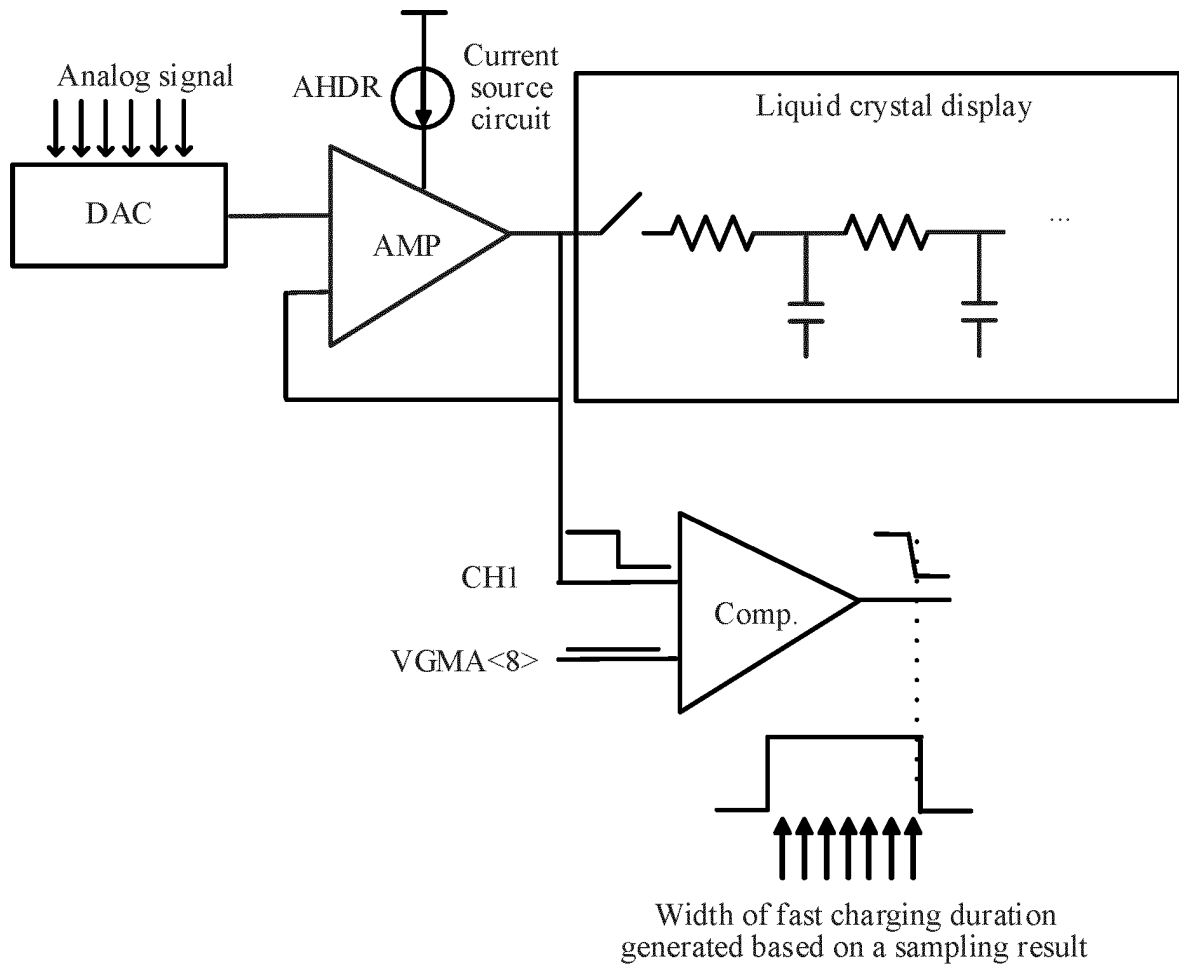 Analog signal
DAC
AHDR
Current
source
circuit
AMP
Liquid crystal display
...
CH1
VGMA<8>
Comp.
Width of fast charging duration
generated based on a sampling result